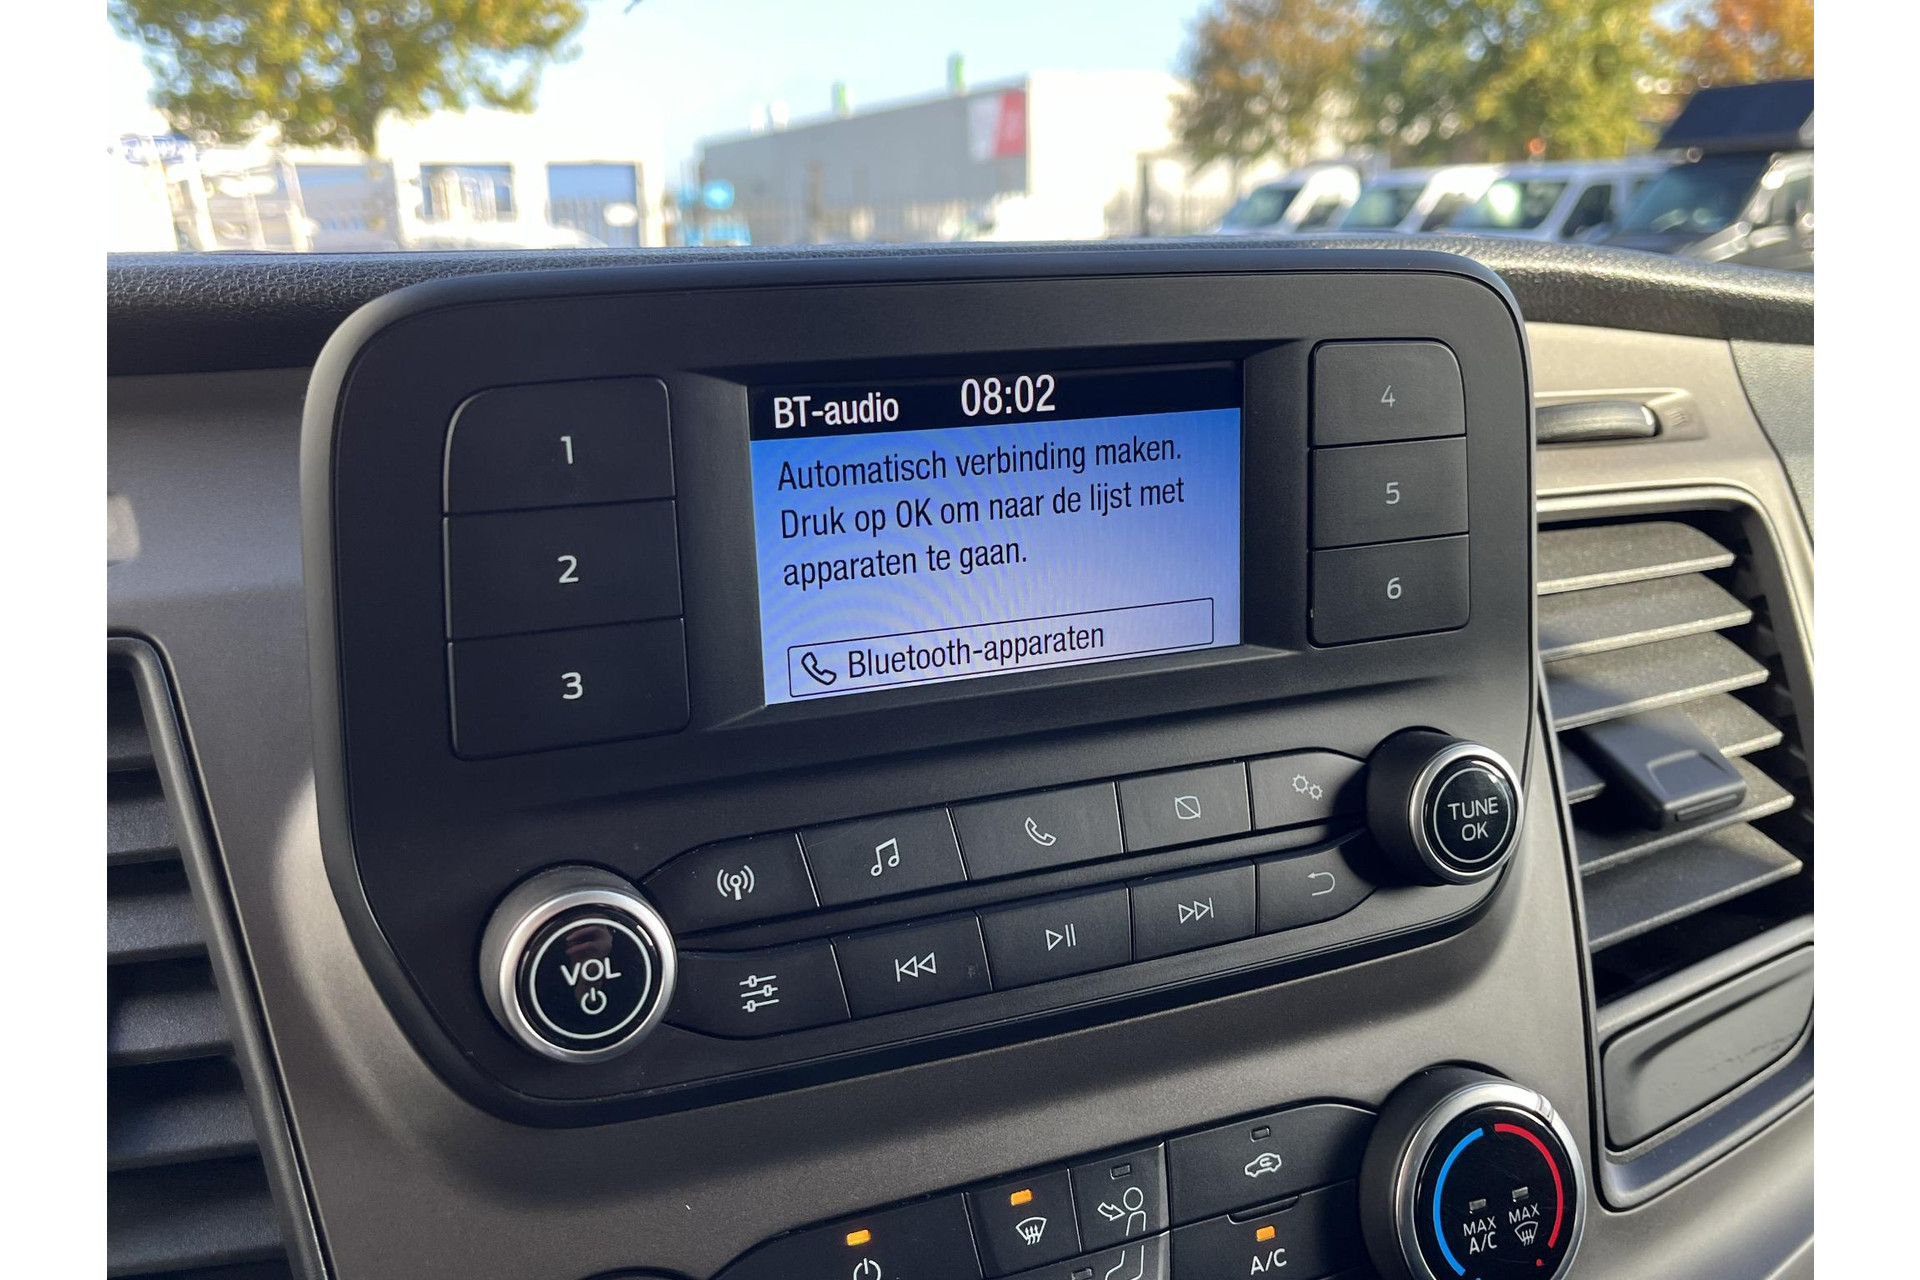 BT-audio 08:02
Automatisch verbinding maken.
Druk op OK om naar de lijst met
apparaten te gaan.
Bluetooth-apparaten
1
2
3
4
5
6
TUNE
OK
VOL
MAX
A/C
MAX
A/C